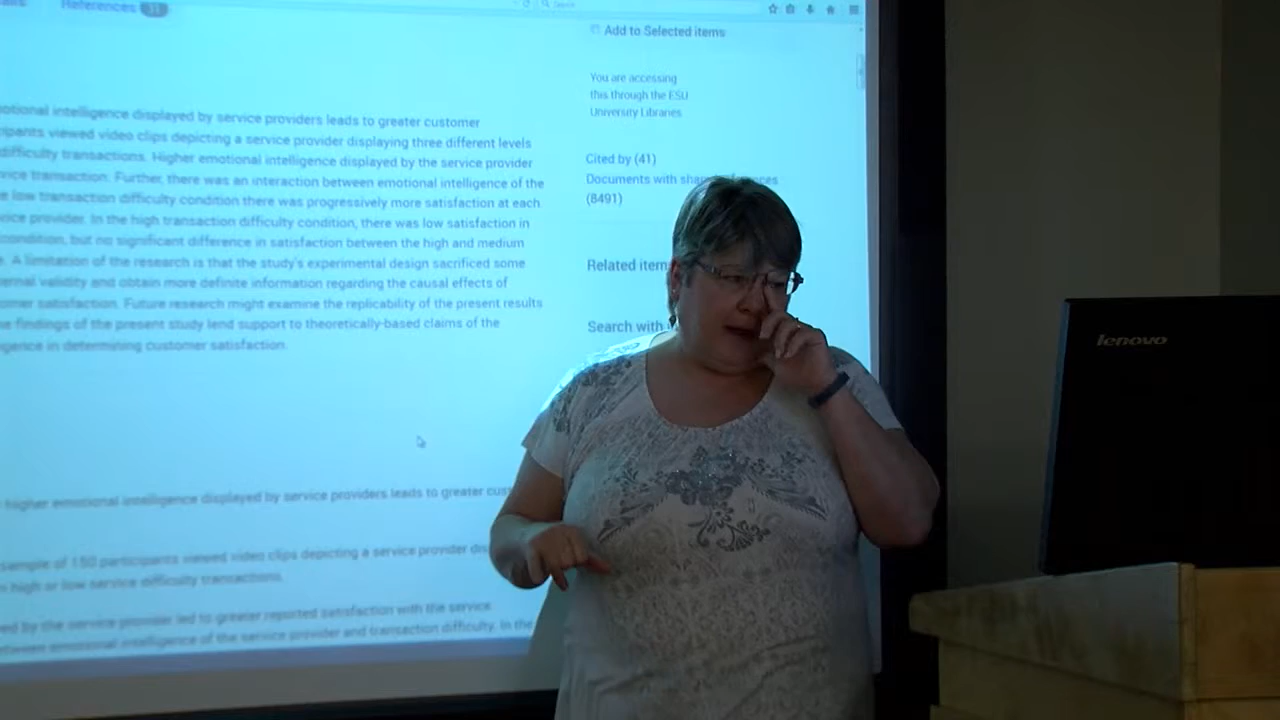 References 31
Search
Add to Selected items
You are accessing
this through the ESU
University Libraries
Cited by (41)
Documents with shared
(8491)
Related
Search with
emotional intelligence displayed by service providers leads to greater customer
viewed video clips depicting a service provider displaying three different levels
difficulty transactions. Higher emotional intelligence displayed by the service provider
transaction. Further, there was an interaction between emotional intelligence of the
low transaction difficulty condition there was progressively more satisfaction at each
provider. In the high transaction difficulty condition, there was low satisfaction in
condition, but no significant difference in satisfaction between the high and medium
A limitation of the research is that the study's experimental design sacrificed some
validity and obtain more definite information regarding the causal effects of
satisfaction. Future research might examine the replicability of the present results
findings of the present study lend support to theoretically-based claims of the
in determining customer satisfaction.
higher emotional intelligence displayed by service providers leads to greater
sample of 150 participants viewed video clips depicting a service provider
high or low service difficulty transactions.
by the service provider led to greater reported satisfaction with the service
emotional intelligence of the service provider and transaction difficulty. In the
lenovo